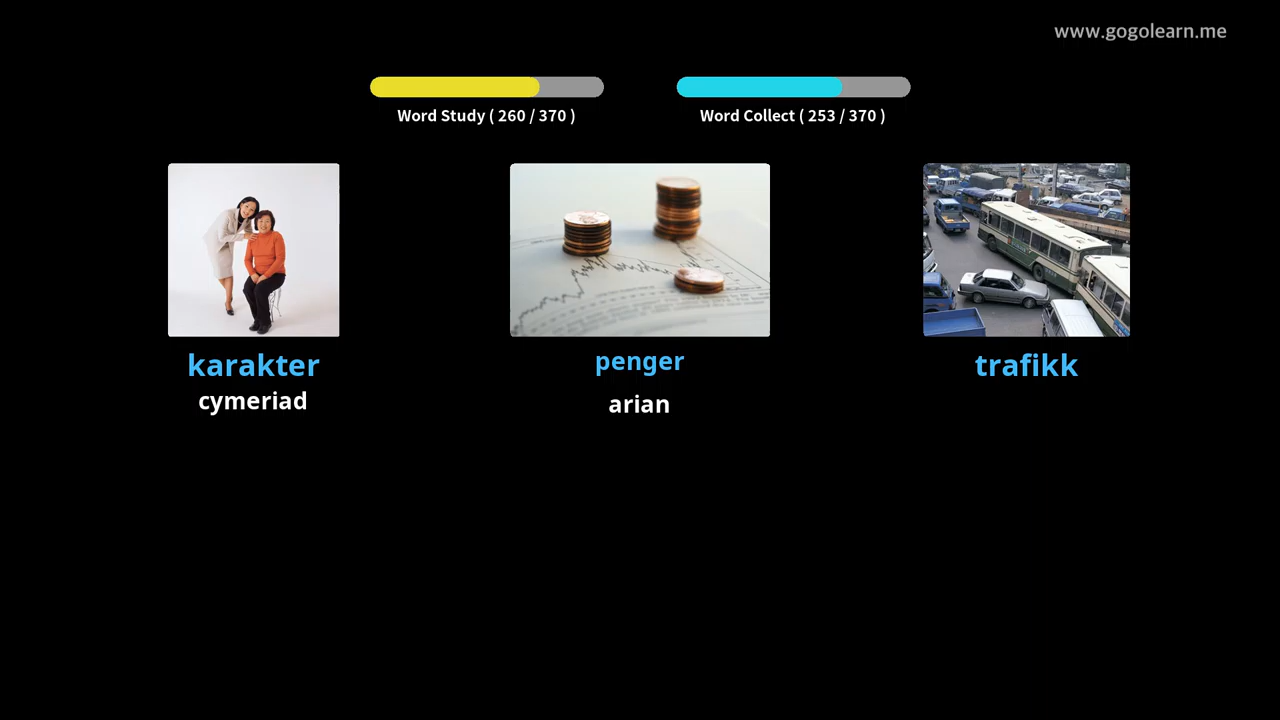 www.gogolearn.me
Word Study ( 260 / 370 )
Word Collect ( 253 / 370 )
karakter
cymeriad
penger
arian
trafikk